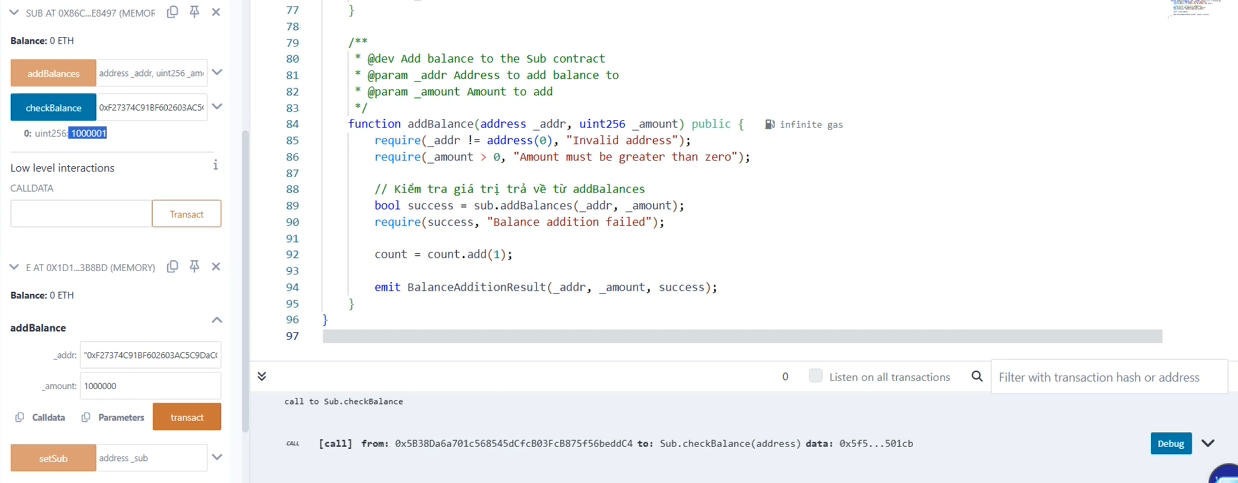 SUB AT 0X86C...E8497 (MEMOR
Balance: 0 ETH
addBalances address _addr, uint256 _am
checkBalance 0xF27374C91BF602603AC5
0: uint256: 1000001
Low level interactions
CALLDATA
Transact
E AT 0X1D1...3B8BD (MEMORY)
Balance: 0 ETH
addBalance
_addr: "0xF27374C91BF602603AC5C9DaC
_amount: 1000000
Calldata Parameters transact
setSub address _sub
77 }
78
79 /**
80 * @dev Add balance to the Sub contract
81 * @param _addr Address to add balance to
82 * @param _amount Amount to add
83 */
84 function addBalance(address _addr, uint256 _amount) public { infinite gas
85 require(_addr != address(0), "Invalid address");
86 require(_amount > 0, "Amount must be greater than zero");
87
88 // Kiểm tra giá trị trả về từ addBalances
89 bool success = sub.addBalances(_addr, _amount);
90 require(success, "Balance addition failed");
91
92 count = count.add(1);
93
94 emit BalanceAdditionResult(_addr, _amount, success);
95 }
96 }
97
0 Listen on all transactions Filter with transaction hash or address
call to Sub.checkBalance
CALL [call] from: 0x5B38Da6a701c568545dCfcB03FcB875f56beddC4 to: Sub.checkBalance(address) data: 0x5f5...501cb Debug